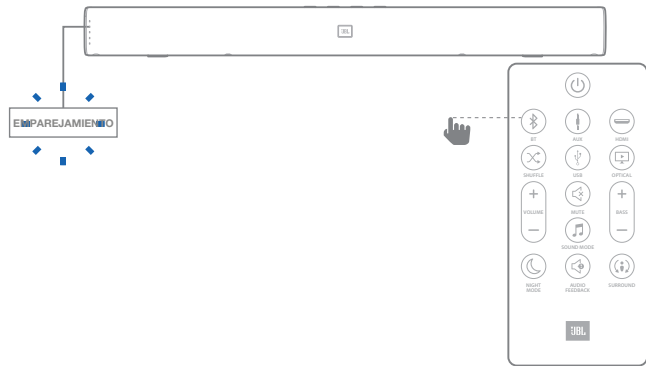 JBL
EMPAREJAMIENTO
BT AUX HDMI
SHUFFLE USB OPTICAL
VOLUME MUTE BASS
SOUND MODE
NIGHT MODE AUDIO FEEDBACK SURROUND
JBL